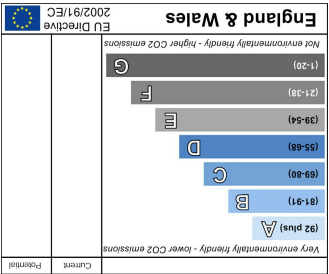 Current Potential
Very environmentally friendly - lower CO2 emissions
(92 plus) A
(81-91) B
(69-80) C
(55-68) D
(39-54) E
(21-38) F
(1-20) G
Not environmentally friendly - higher CO2 emissions
England & Wales
EU Directive
2002/91/EC